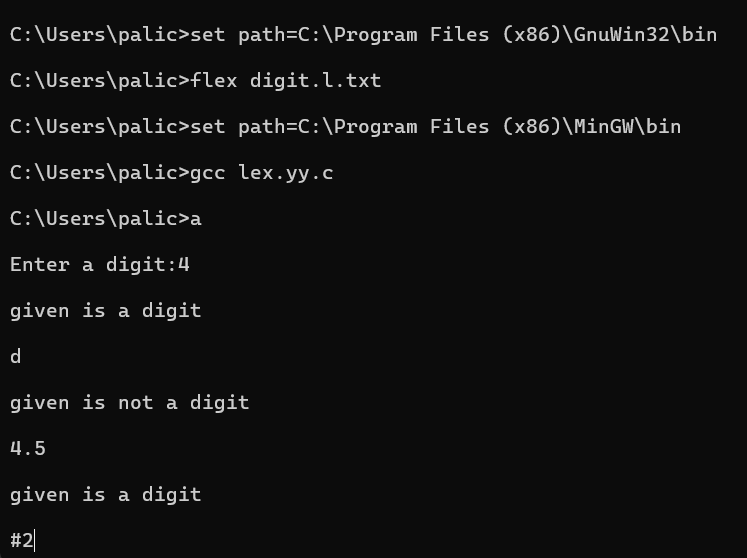 C:\Users\palic>set path=C:\Program Files (x86)\GnuWin32\bin
C:\Users\palic>flex digit.l.txt
C:\Users\palic>set path=C:\Program Files (x86)\MinGW\bin
C:\Users\palic>gcc lex.yy.c
C:\Users\palic>a
Enter a digit:4
given is a digit
d
given is not a digit
4.5
given is a digit
#2